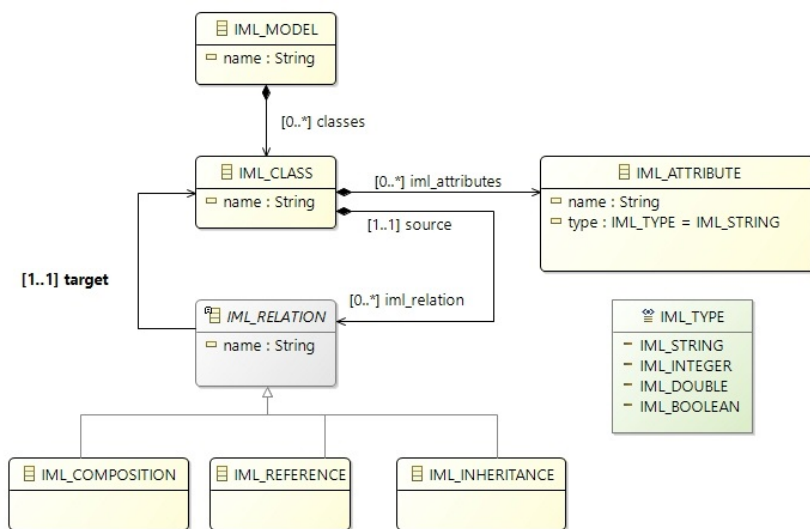 IML_MODEL
name : String
[0..*] classes
IML_CLASS
name : String
[0..*] iml_attributes
[1..1] source
IML_ATTRIBUTE
name : String
type : IML_TYPE = IML_STRING
[1..1] target
[0..*] iml_relation
IML_RELATION
name : String
IML_TYPE
IML_STRING
IML_INTEGER
IML_DOUBLE
IML_BOOLEAN
IML_COMPOSITION
IML_REFERENCE
IML_INHERITANCE